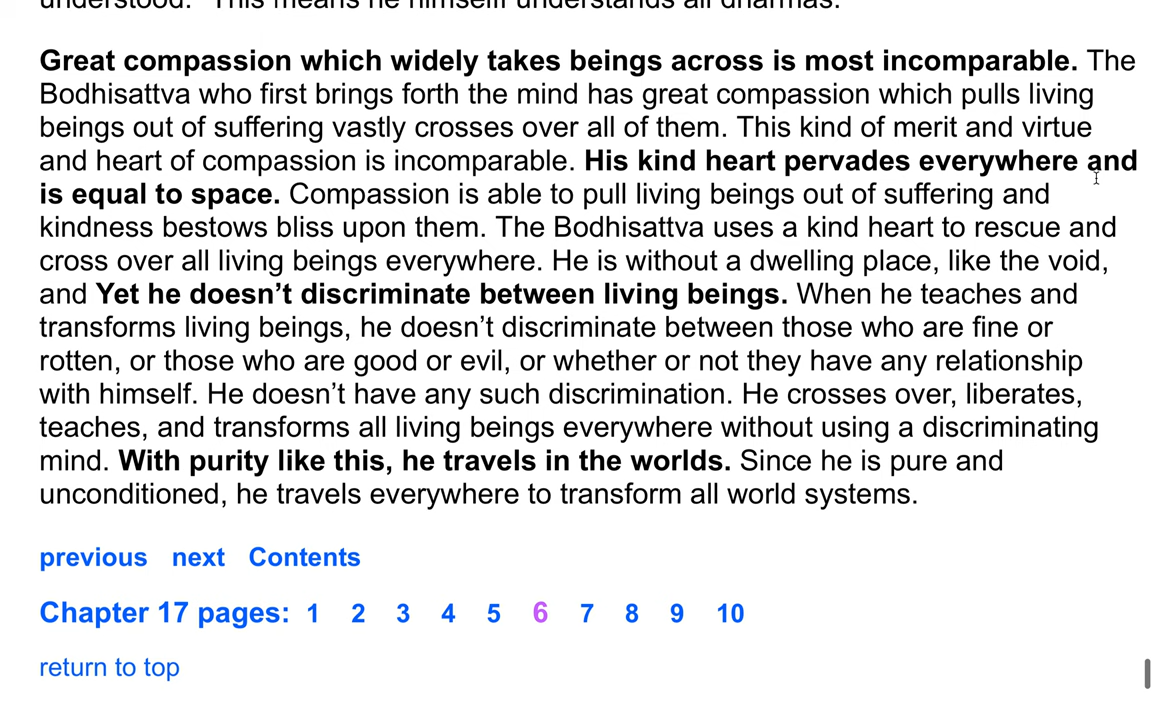 understood." This means he himself understands all dharmas.
Great compassion which widely takes beings across is most incomparable. The
Bodhisattva who first brings forth the mind has great compassion which pulls living
beings out of suffering vastly crosses over all of them. This kind of merit and virtue
and heart of compassion is incomparable. His kind heart pervades everywhere and
is equal to space. Compassion is able to pull living beings out of suffering and
kindness bestows bliss upon them. The Bodhisattva uses a kind heart to rescue and
cross over all living beings everywhere. He is without a dwelling place, like the void,
and Yet he doesn’t discriminate between living beings. When he teaches and
transforms living beings, he doesn’t discriminate between those who are fine or
rotten, or those who are good or evil, or whether or not they have any relationship
with himself. He doesn’t have any such discrimination. He crosses over, liberates,
teaches, and transforms all living beings everywhere without using a discriminating
mind. With purity like this, he travels in the worlds. Since he is pure and
unconditioned, he travels everywhere to transform all world systems.
previous next Contents
Chapter 17 pages: 1 2 3 4 5 6 7 8 9 10
return to top